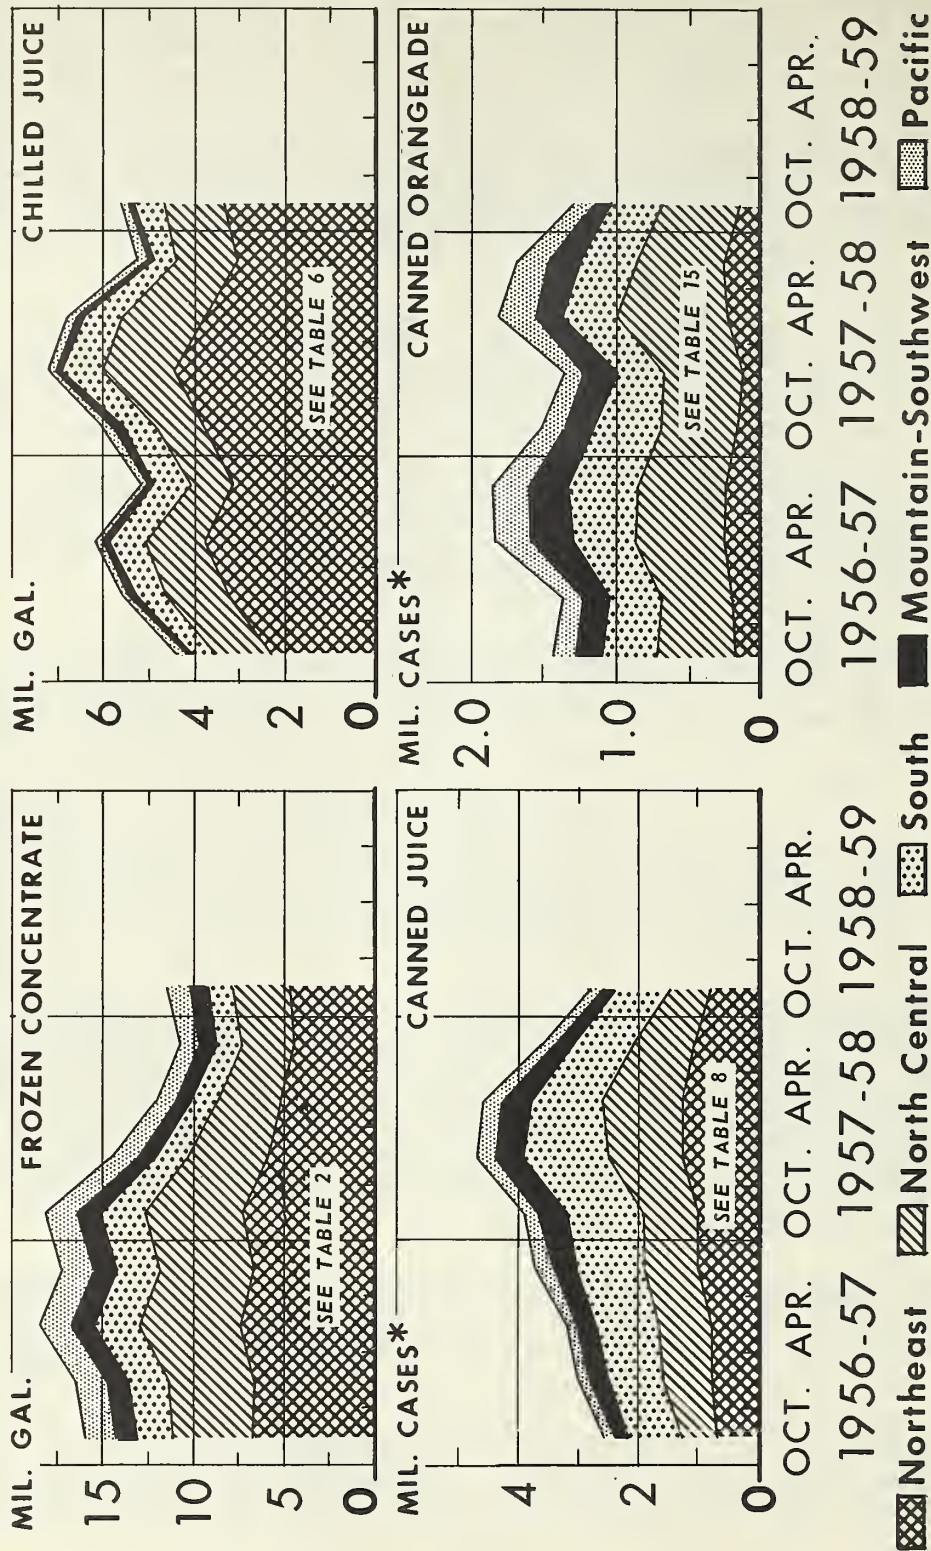 FROZEN CONCENTRATE
MIL. GAL.
15
10
5
0
SEE TABLE 2
CHILLED JUICE
MIL. GAL.
6
4
2
0
SEE TABLE 6
CANNED JUICE
MIL. CASES*
4
2
0
SEE TABLE 8
OCT. APR. OCT. APR. OCT. APR.
1956-57 1957-58 1958-59
CANNED ORANGEADE
MIL. CASES*
2.0
1.0
0
SEE TABLE 15
OCT. APR. OCT. APR. OCT. APR.
1956-57 1957-58 1958-59
Northeast North Central South Mountain-Southwest Pacific